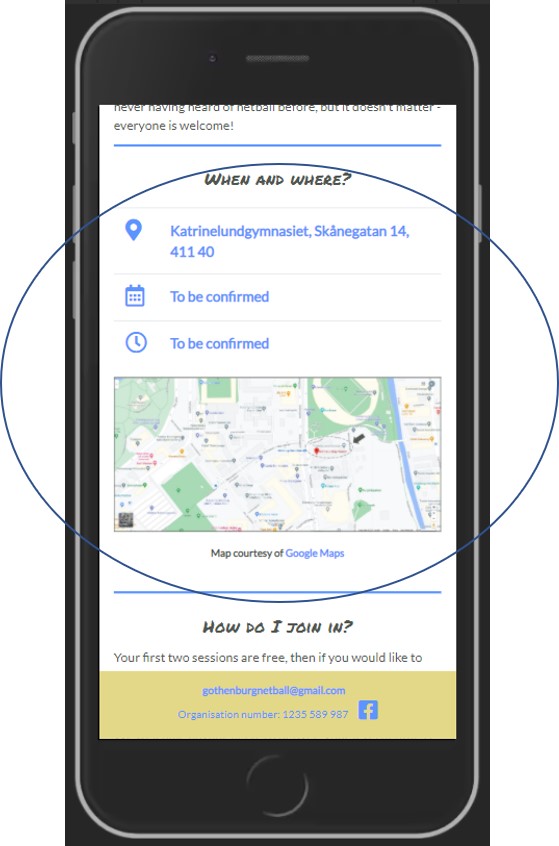 never having heard of netball before, but it doesn't matter -
everyone is welcome!
When and where?
Katrinelundgymnasiet, Skånegatan 14,
411 40
To be confirmed
To be confirmed
Map courtesy of Google Maps
How do I join in?
Your first two sessions are free, then if you would like to
gothenburgnetball@gmail.com
Organisation number: 1235 589 987